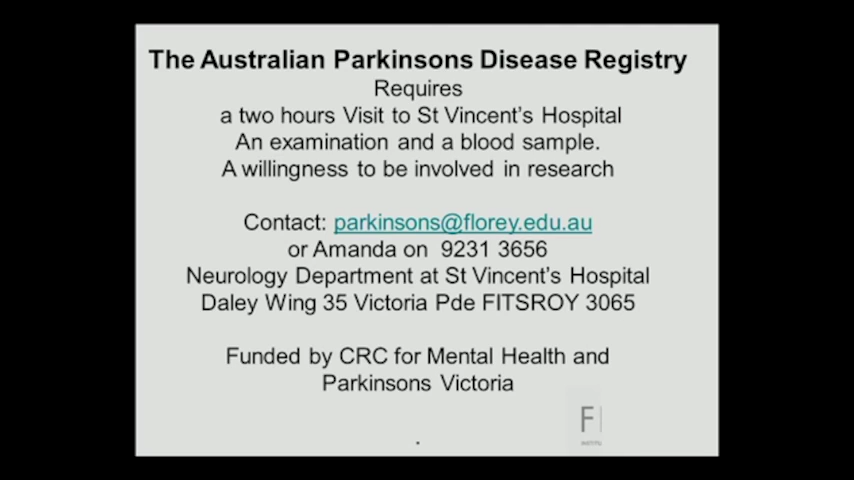 The Australian Parkinsons Disease Registry
Requires
a two hours Visit to St Vincent's Hospital
An examination and a blood sample.
A willingness to be involved in research
Contact: parkinsons@florey.edu.au
or Amanda on 9231 3656
Neurology Department at St Vincent's Hospital
Daley Wing 35 Victoria Pde FITSROY 3065
Funded by CRC for Mental Health and
Parkinsons Victoria
.
F